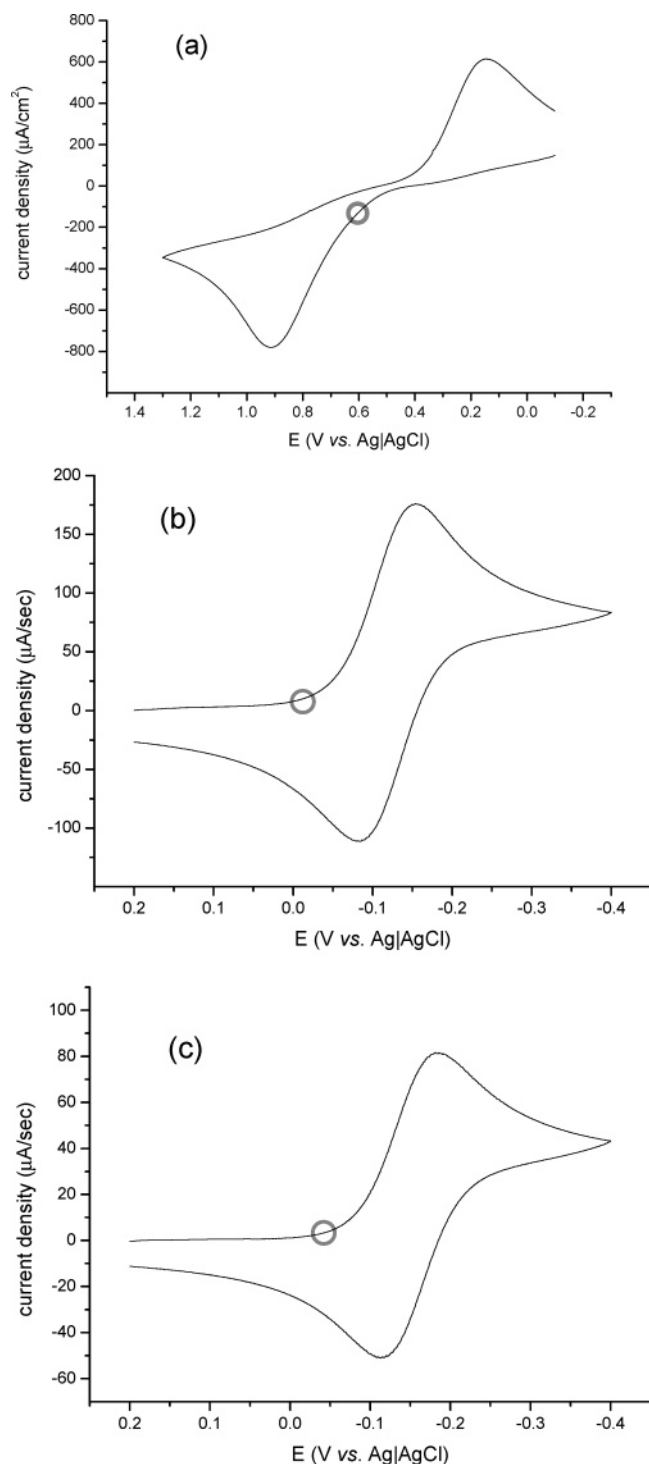 (a)
current density (μA/cm²)
800
600
400
200
0
-200
-400
-600
-800
1.4 1.2 1.0 0.8 0.6 0.4 0.2 0.0 -0.2
E (V vs. Ag|AgCl)
(b)
current density (μA/sec)
200
150
100
50
0
-50
-100
0.2 0.1 0.0 -0.1 -0.2 -0.3 -0.4
E (V vs. Ag|AgCl)
(c)
current density (μA/sec)
100
80
60
40
20
0
-20
-40
-60
0.2 0.1 0.0 -0.1 -0.2 -0.3 -0.4
E (V vs. Ag|AgCl)